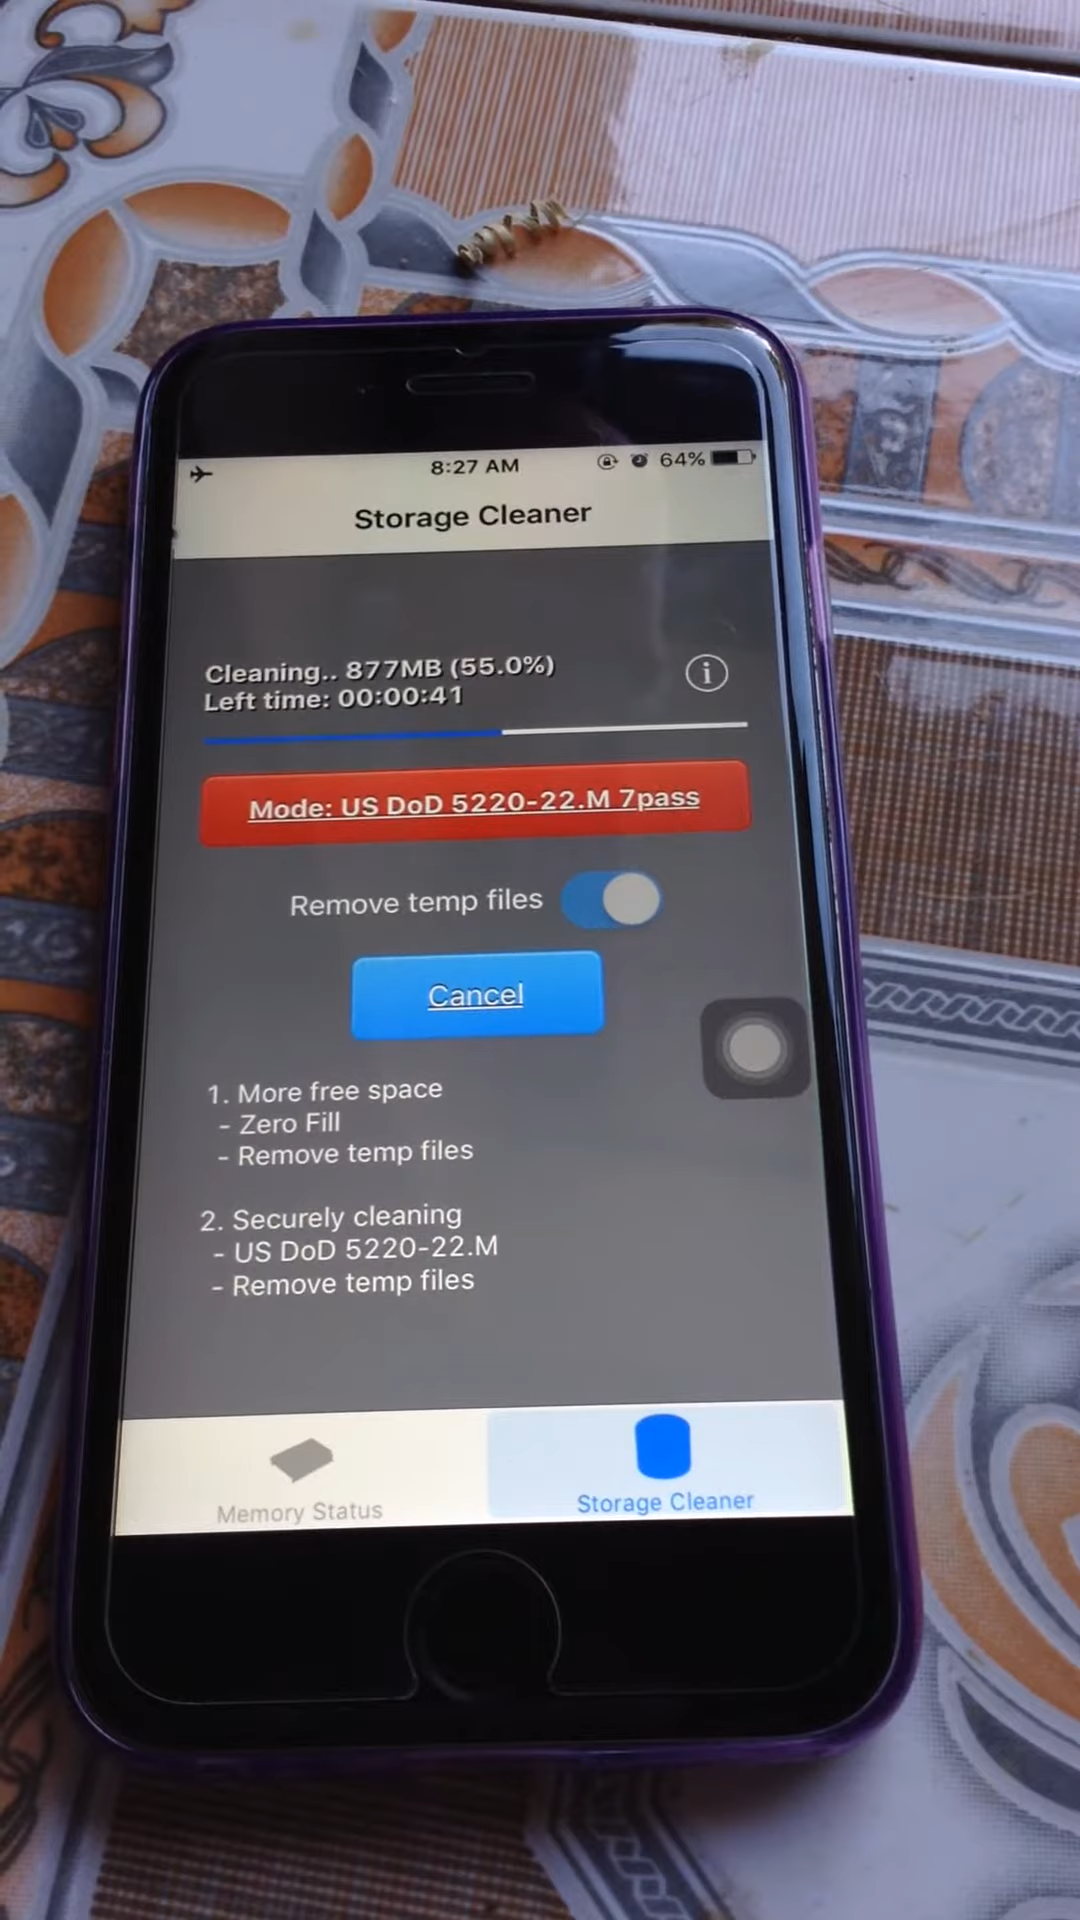 8:27 AM
64%
Storage Cleaner
Cleaning.. 877MB (55.0%)
Left time: 00:00:41
Mode: US DoD 5220-22.M 7pass
Remove temp files
Cancel
1. More free space
- Zero Fill
- Remove temp files
2. Securely cleaning
- US DoD 5220-22.M
- Remove temp files
Memory Status
Storage Cleaner